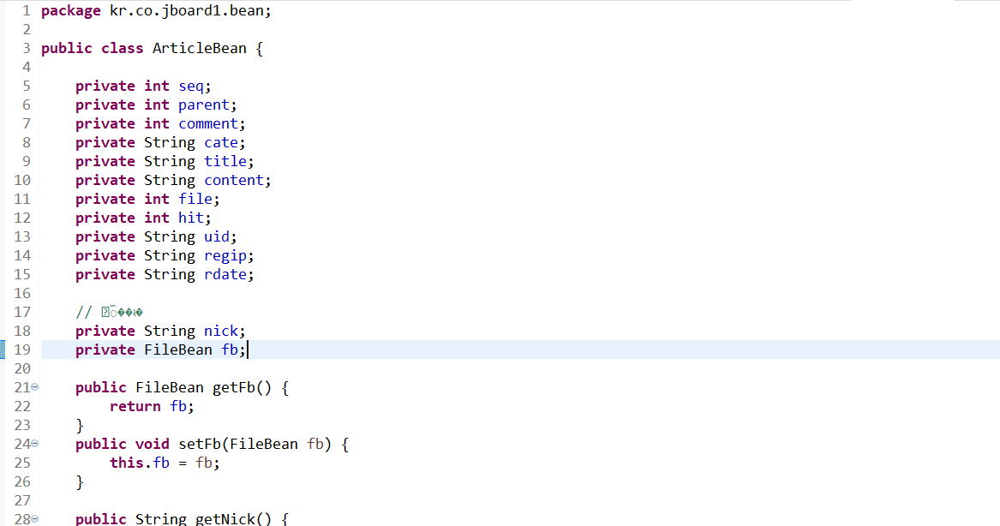 1 package kr.co.jboard1.bean;
2
3 public class ArticleBean {
4
5     private int seq;
6     private int parent;
7     private int comment;
8     private String cate;
9     private String title;
10     private String content;
11     private int file;
12     private int hit;
13     private String uid;
14     private String regip;
15     private String rdate;
16
17     //
18     private String nick;
19     private FileBean fb;
20
21     public FileBean getFb() {
22         return fb;
23     }
24     public void setFb(FileBean fb) {
25         this.fb = fb;
26     }
27
28     public String getNick() {